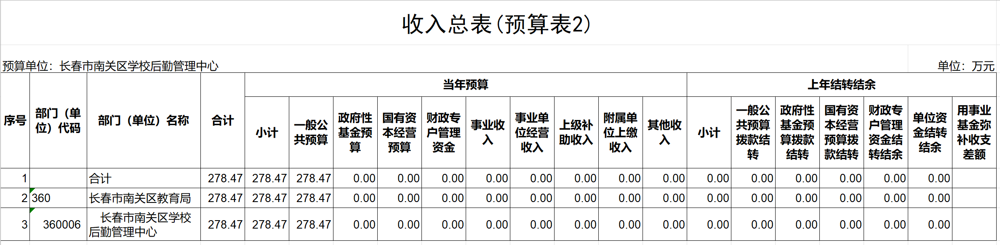 收入总表(预算表2)
预算单位：长春市南关区学校后勤管理中心 单位：万元
序号 部门（单位）代码 部门（单位）名称 合计 当年预算 上年结转结余
小计 一般公共预算 政府性基金预算 国有资本经营预算 财政专户管理资金 事业收入 事业单位经营收入 上级补助收入 附属单位上缴收入 其他收入 小计 一般公共预算拨款结转 政府性基金预算拨款结转 国有资本经营预算拨款结转 财政专户管理资金结转结余 单位资金结转结余 用事业基金弥补收支差额
1 合计 278.47 278.47 278.47 0.00 0.00 0.00 0.00 0.00 0.00 0.00 0.00 0.00 0.00 0.00 0.00 0.00 0.00
2 360 长春市南关区教育局 278.47 278.47 278.47 0.00 0.00 0.00 0.00 0.00 0.00 0.00 0.00 0.00 0.00 0.00 0.00 0.00 0.00
3 360006 长春市南关区学校后勤管理中心 278.47 278.47 278.47 0.00 0.00 0.00 0.00 0.00 0.00 0.00 0.00 0.00 0.00 0.00 0.00 0.00 0.00